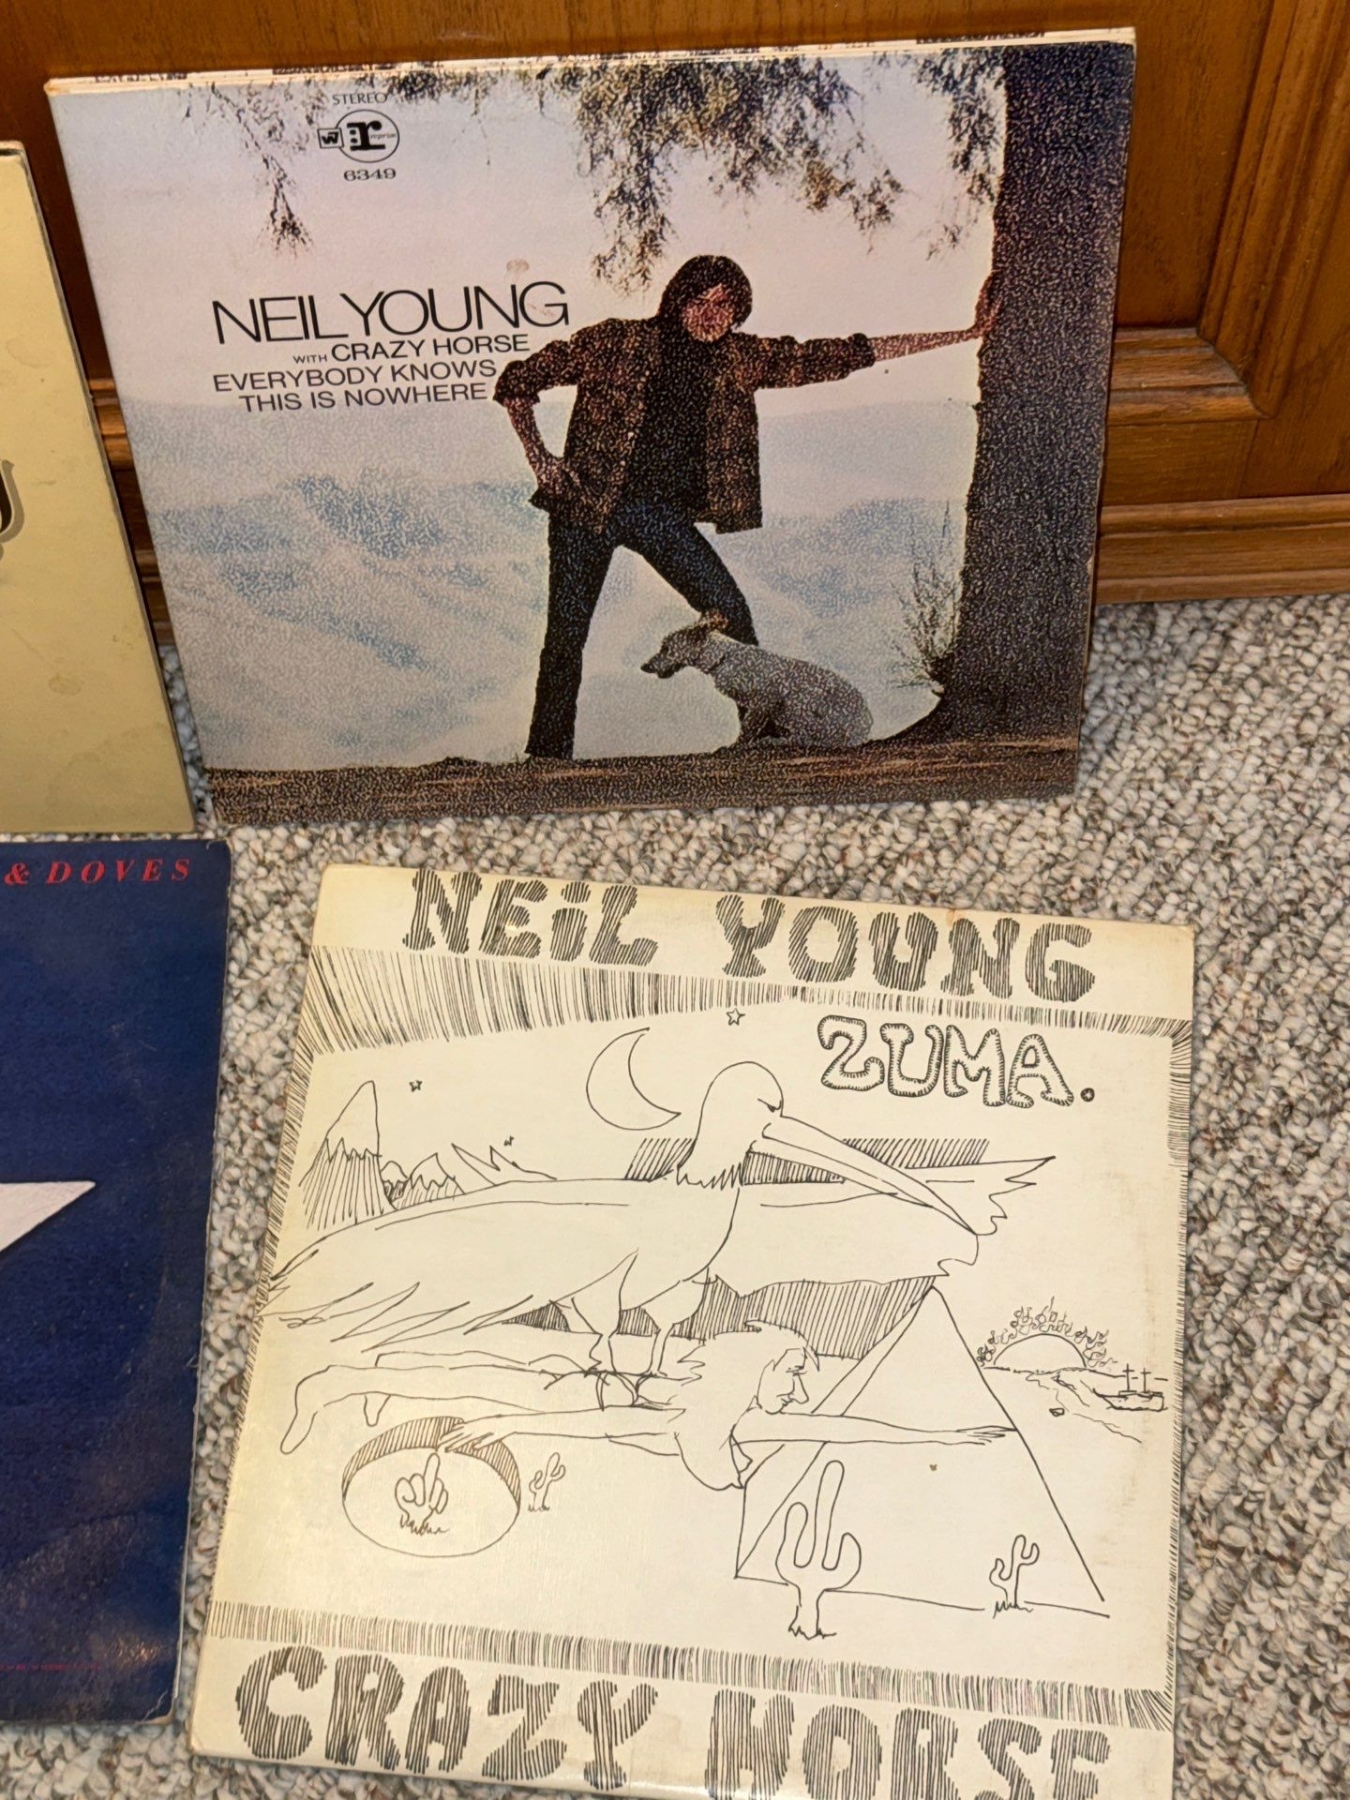 STEREO
W
r
6349
NEIL YOUNG
WITH CRAZY HORSE
EVERYBODY KNOWS
THIS IS NOWHERE
& DOVES
NEiL YOUNG
ZUMA.
CRAZY HORSE